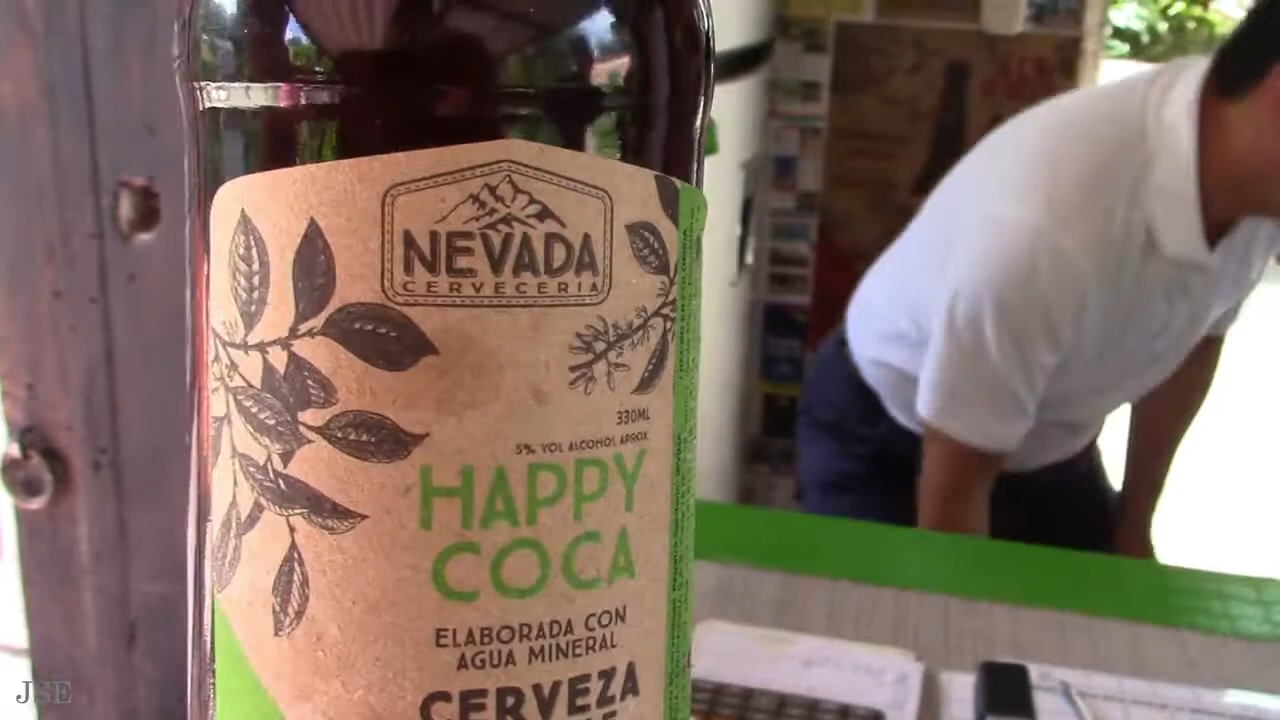 NEVADA
CERVECERIA
330ML
5% VOL ALCOHOL APROX
HAPPY
COCA
ELABORADA CON
AGUA MINERAL
CERVEZA
JSE